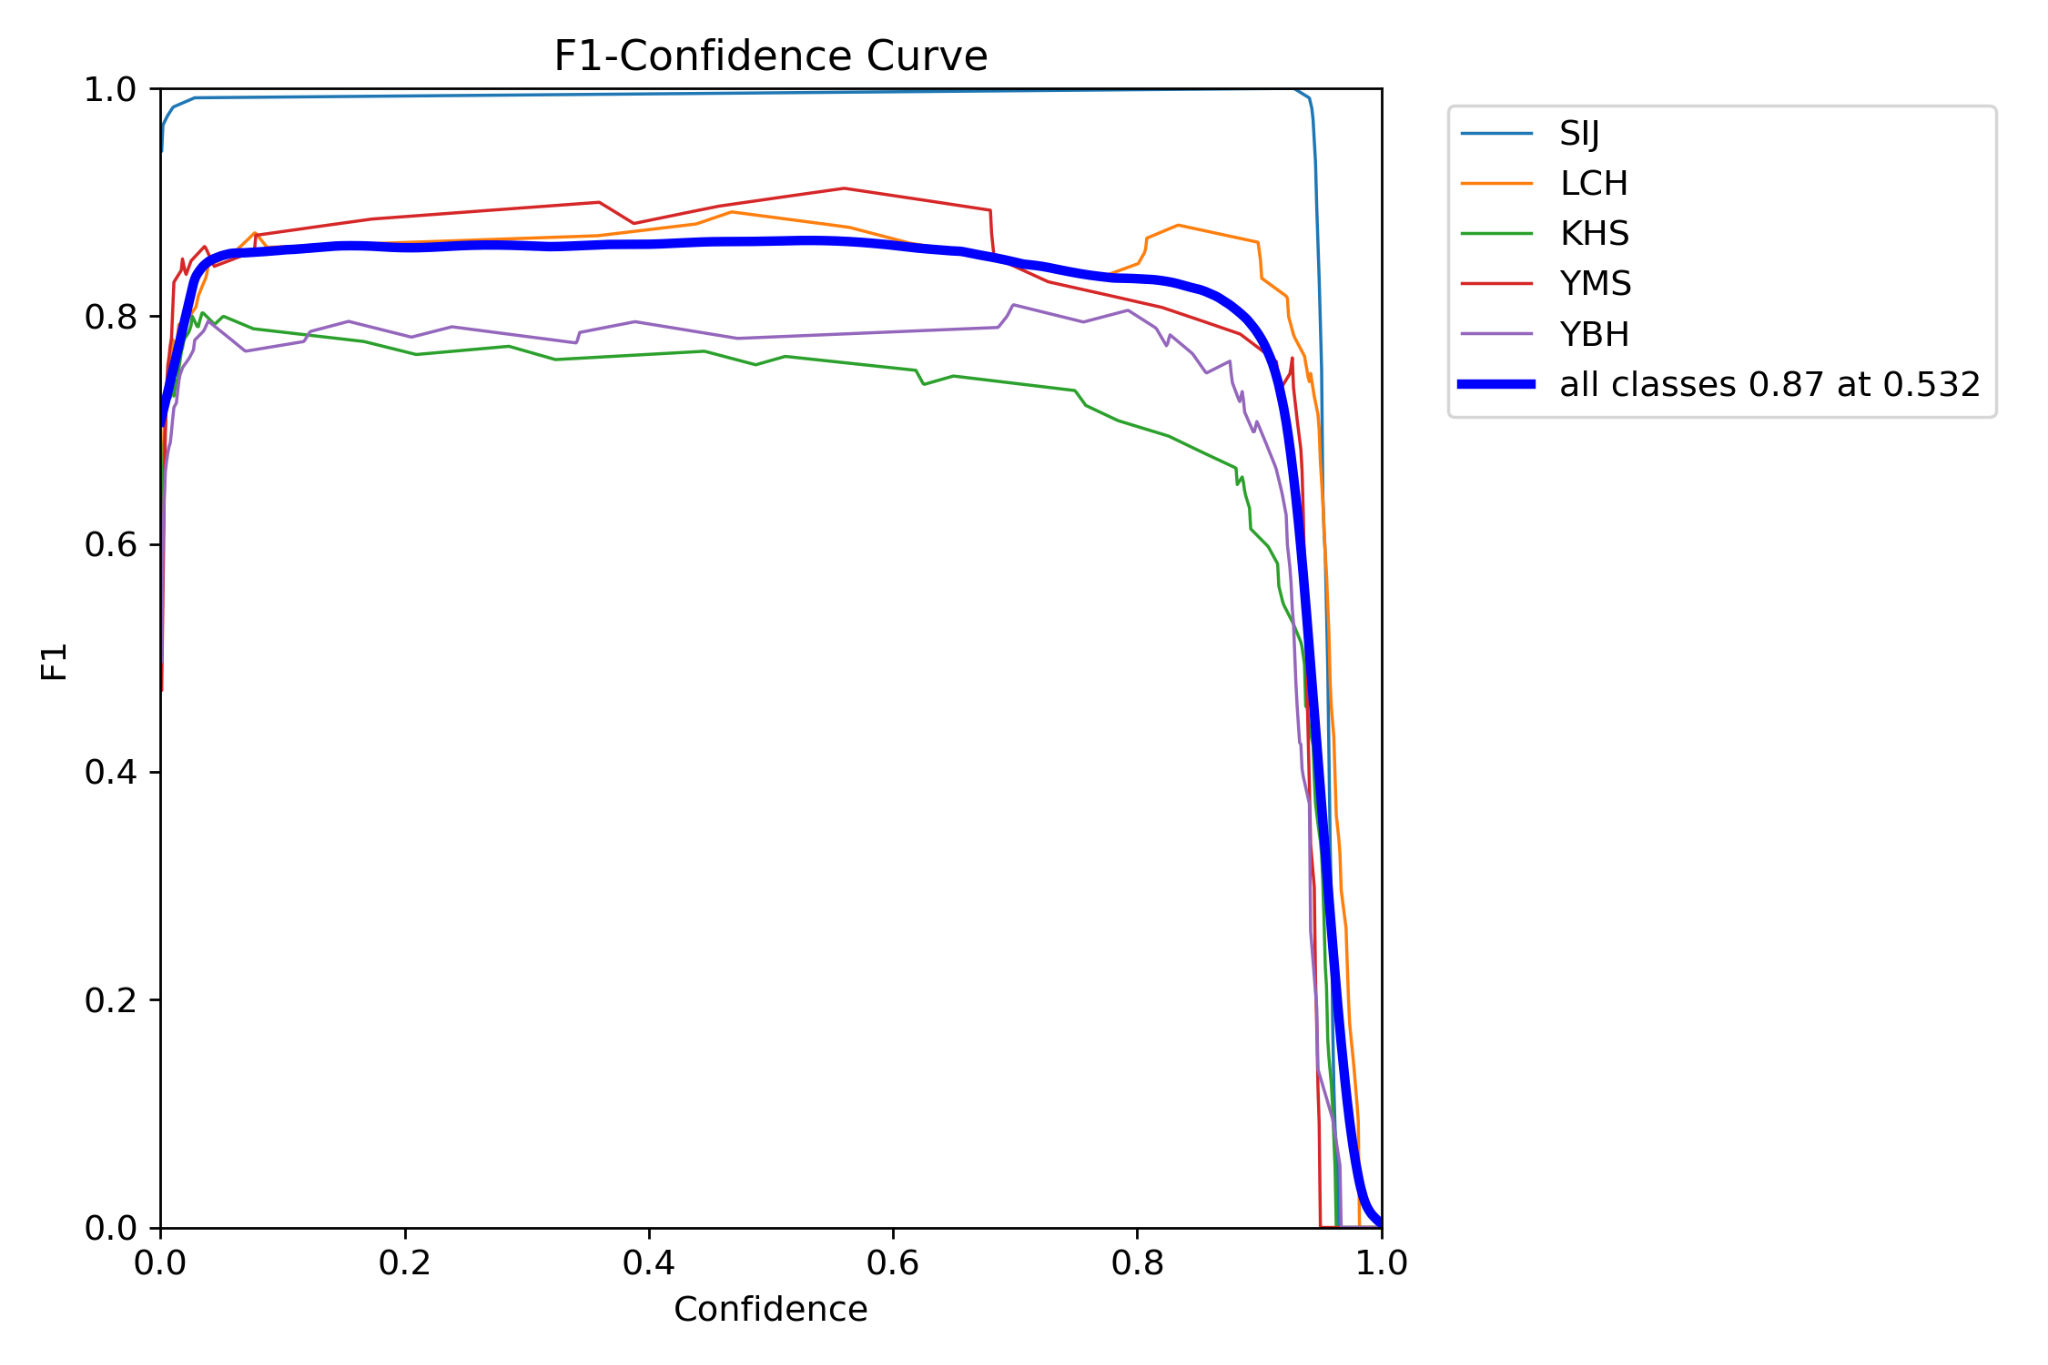 F1-Confidence Curve
1.0
0.8
0.6
0.4
0.2
0.0
F1
0.0 0.2 0.4 0.6 0.8 1.0
Confidence
SIJ
LCH
KHS
YMS
YBH
all classes 0.87 at 0.532